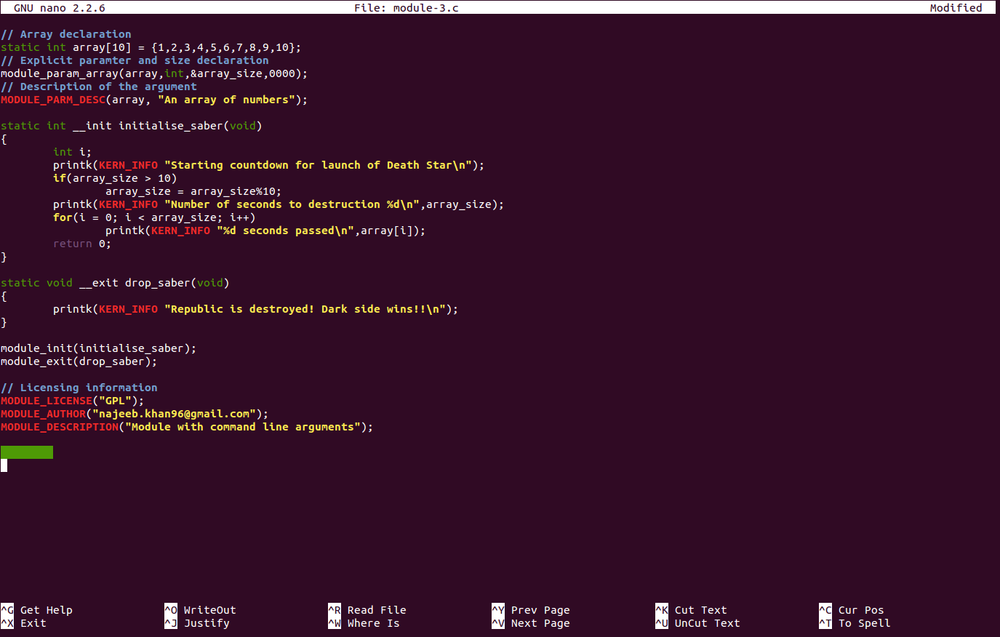 GNU nano 2.2.6 File: module-3.c Modified
// Array declaration
static int array[10] = {1,2,3,4,5,6,7,8,9,10};
// Explicit paramter and size declaration
module_param_array(array,int,&array_size,0000);
// Description of the argument
MODULE_PARM_DESC(array, "An array of numbers");
static int __init initialise_saber(void)
{
int i;
printk(KERN_INFO "Starting countdown for launch of Death Star\n");
if(array_size > 10)
array_size = array_size%10;
printk(KERN_INFO "Number of seconds to destruction %d\n",array_size);
for(i = 0; i < array_size; i++)
printk(KERN_INFO "%d seconds passed\n",array[i]);
return 0;
}
static void __exit drop_saber(void)
{
printk(KERN_INFO "Republic is destroyed! Dark side wins!!\n");
}
module_init(initialise_saber);
module_exit(drop_saber);
// Licensing information
MODULE_LICENSE("GPL");
MODULE_AUTHOR("najeeb.khan96@gmail.com");
MODULE_DESCRIPTION("Module with command line arguments");
^G Get Help ^O WriteOut ^R Read File ^Y Prev Page ^K Cut Text ^C Cur Pos
^X Exit ^J Justify ^W Where Is ^V Next Page ^U UnCut Text ^T To Spell